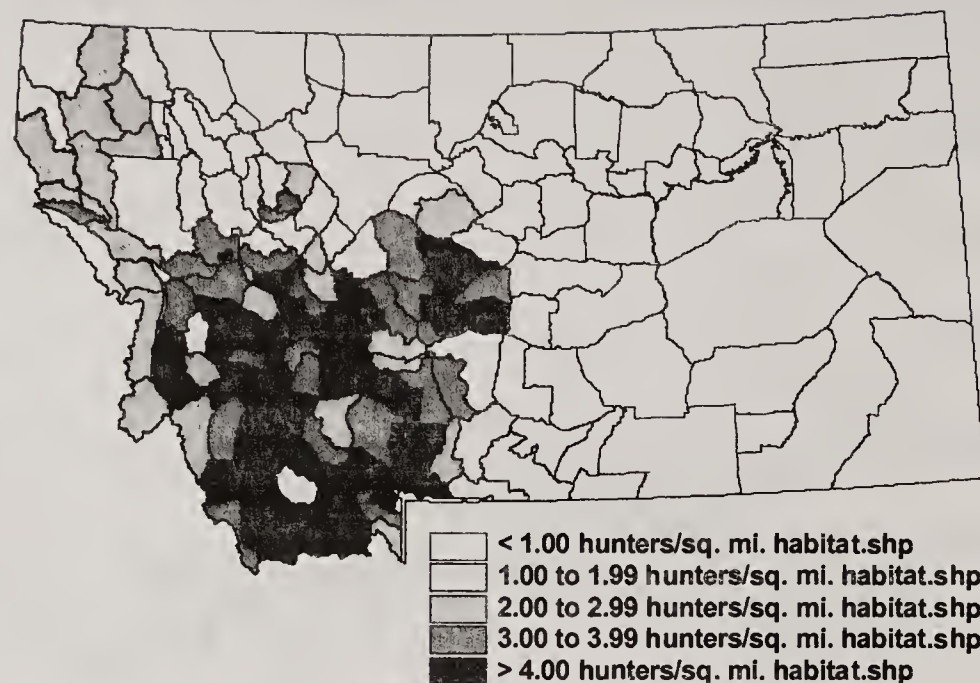 < 1.00 hunters/sq. mi. habitat.shp
1.00 to 1.99 hunters/sq. mi. habitat.shp
2.00 to 2.99 hunters/sq. mi. habitat.shp
3.00 to 3.99 hunters/sq. mi. habitat.shp
> 4.00 hunters/sq. mi. habitat.shp